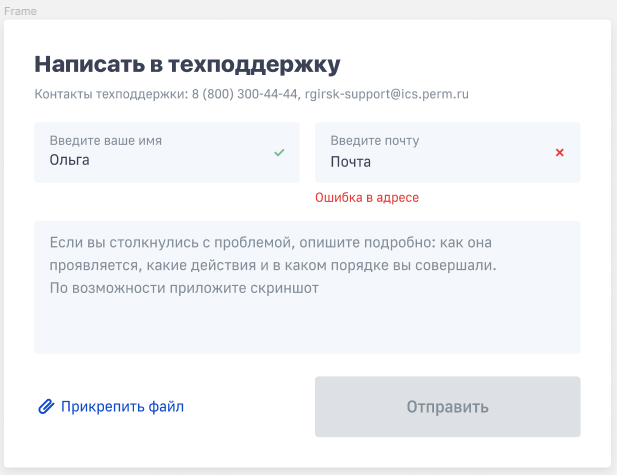 Frame
Написать в техподдержку
Контакты техподдержки: 8 (800) 300-44-44, rgirsk-support@ics.perm.ru
Введите ваше имя
Ольга
Введите почту
Почта
Ошибка в адресе
Если вы столкнулись с проблемой, опишите подробно: как она
проявляется, какие действия и в каком порядке вы совершали.
По возможности приложите скриншот
Прикрепить файл
Отправить